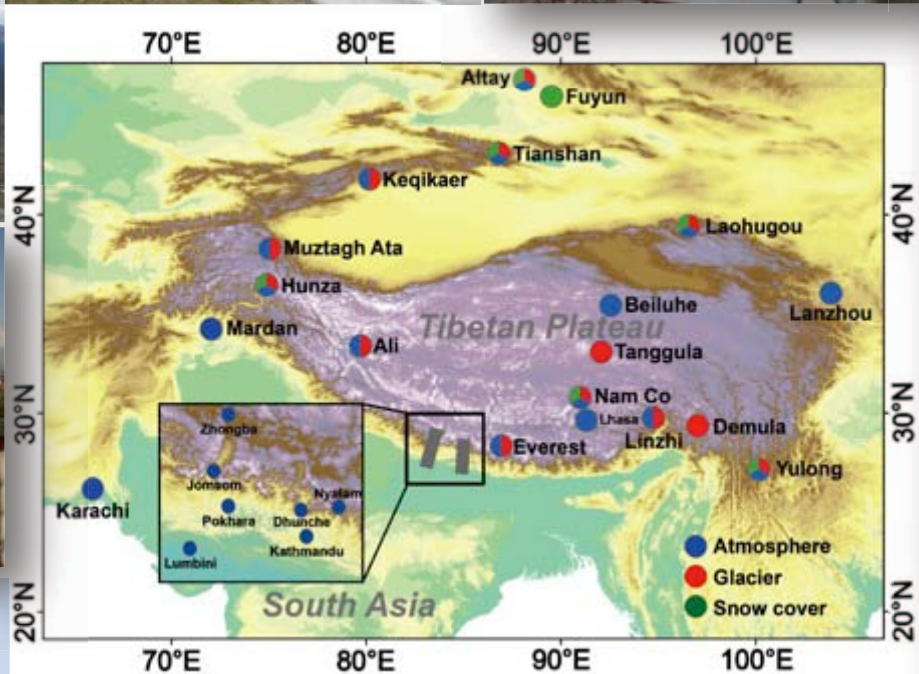 70°E 80°E 90°E 100°E
Altay
Fuyun
Tianshan
Keqikaer
40°N
40°N
Laohugou
Muztagh Ata
Hunza
Beiluhe
Lanzhou
Mardan
Tibetan Plateau
Ali
Tanggula
Nam Co
30°N
30°N
Lhasa
Linzhi
Demula
Zhongba
Everest
Yulong
Jomsom
Karachi
Nyalam
Pokhara
Dhunche
Kathmandu
Lumbini
Atmosphere
Glacier
South Asia
Snow cover
20°N
20°N
70°E 80°E 90°E 100°E